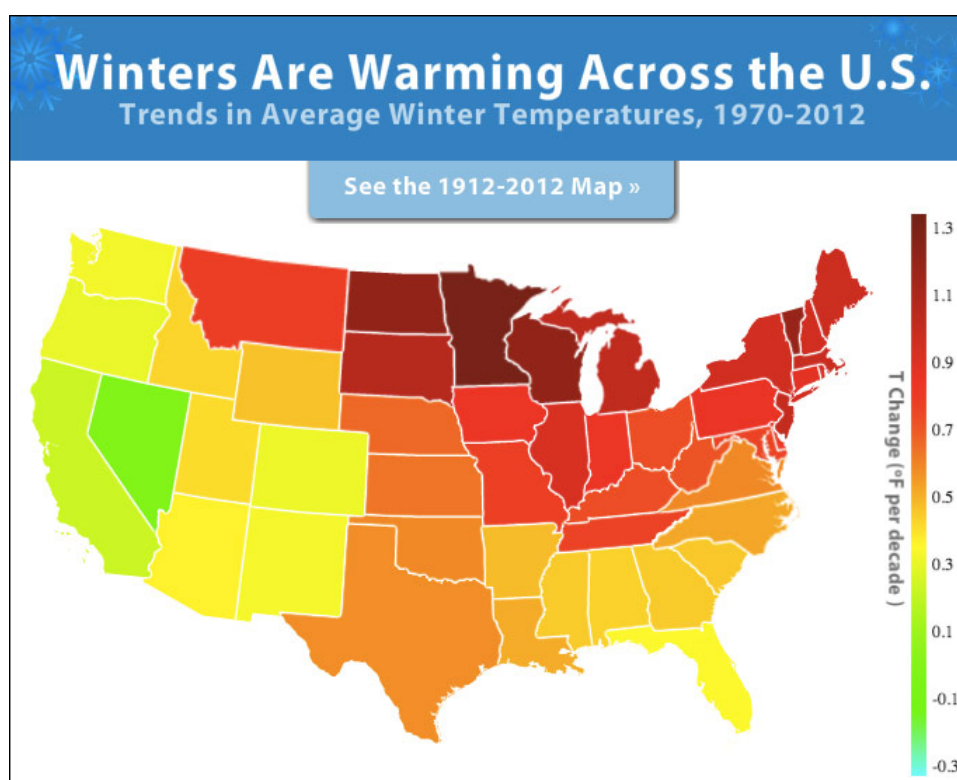 Winters Are Warming Across the U.S.
Trends in Average Winter Temperatures, 1970-2012
See the 1912-2012 Map »
1.3
1.1
0.9
0.7
0.5
0.3
0.1
-0.1
-0.3
T Change (ºF per decade )